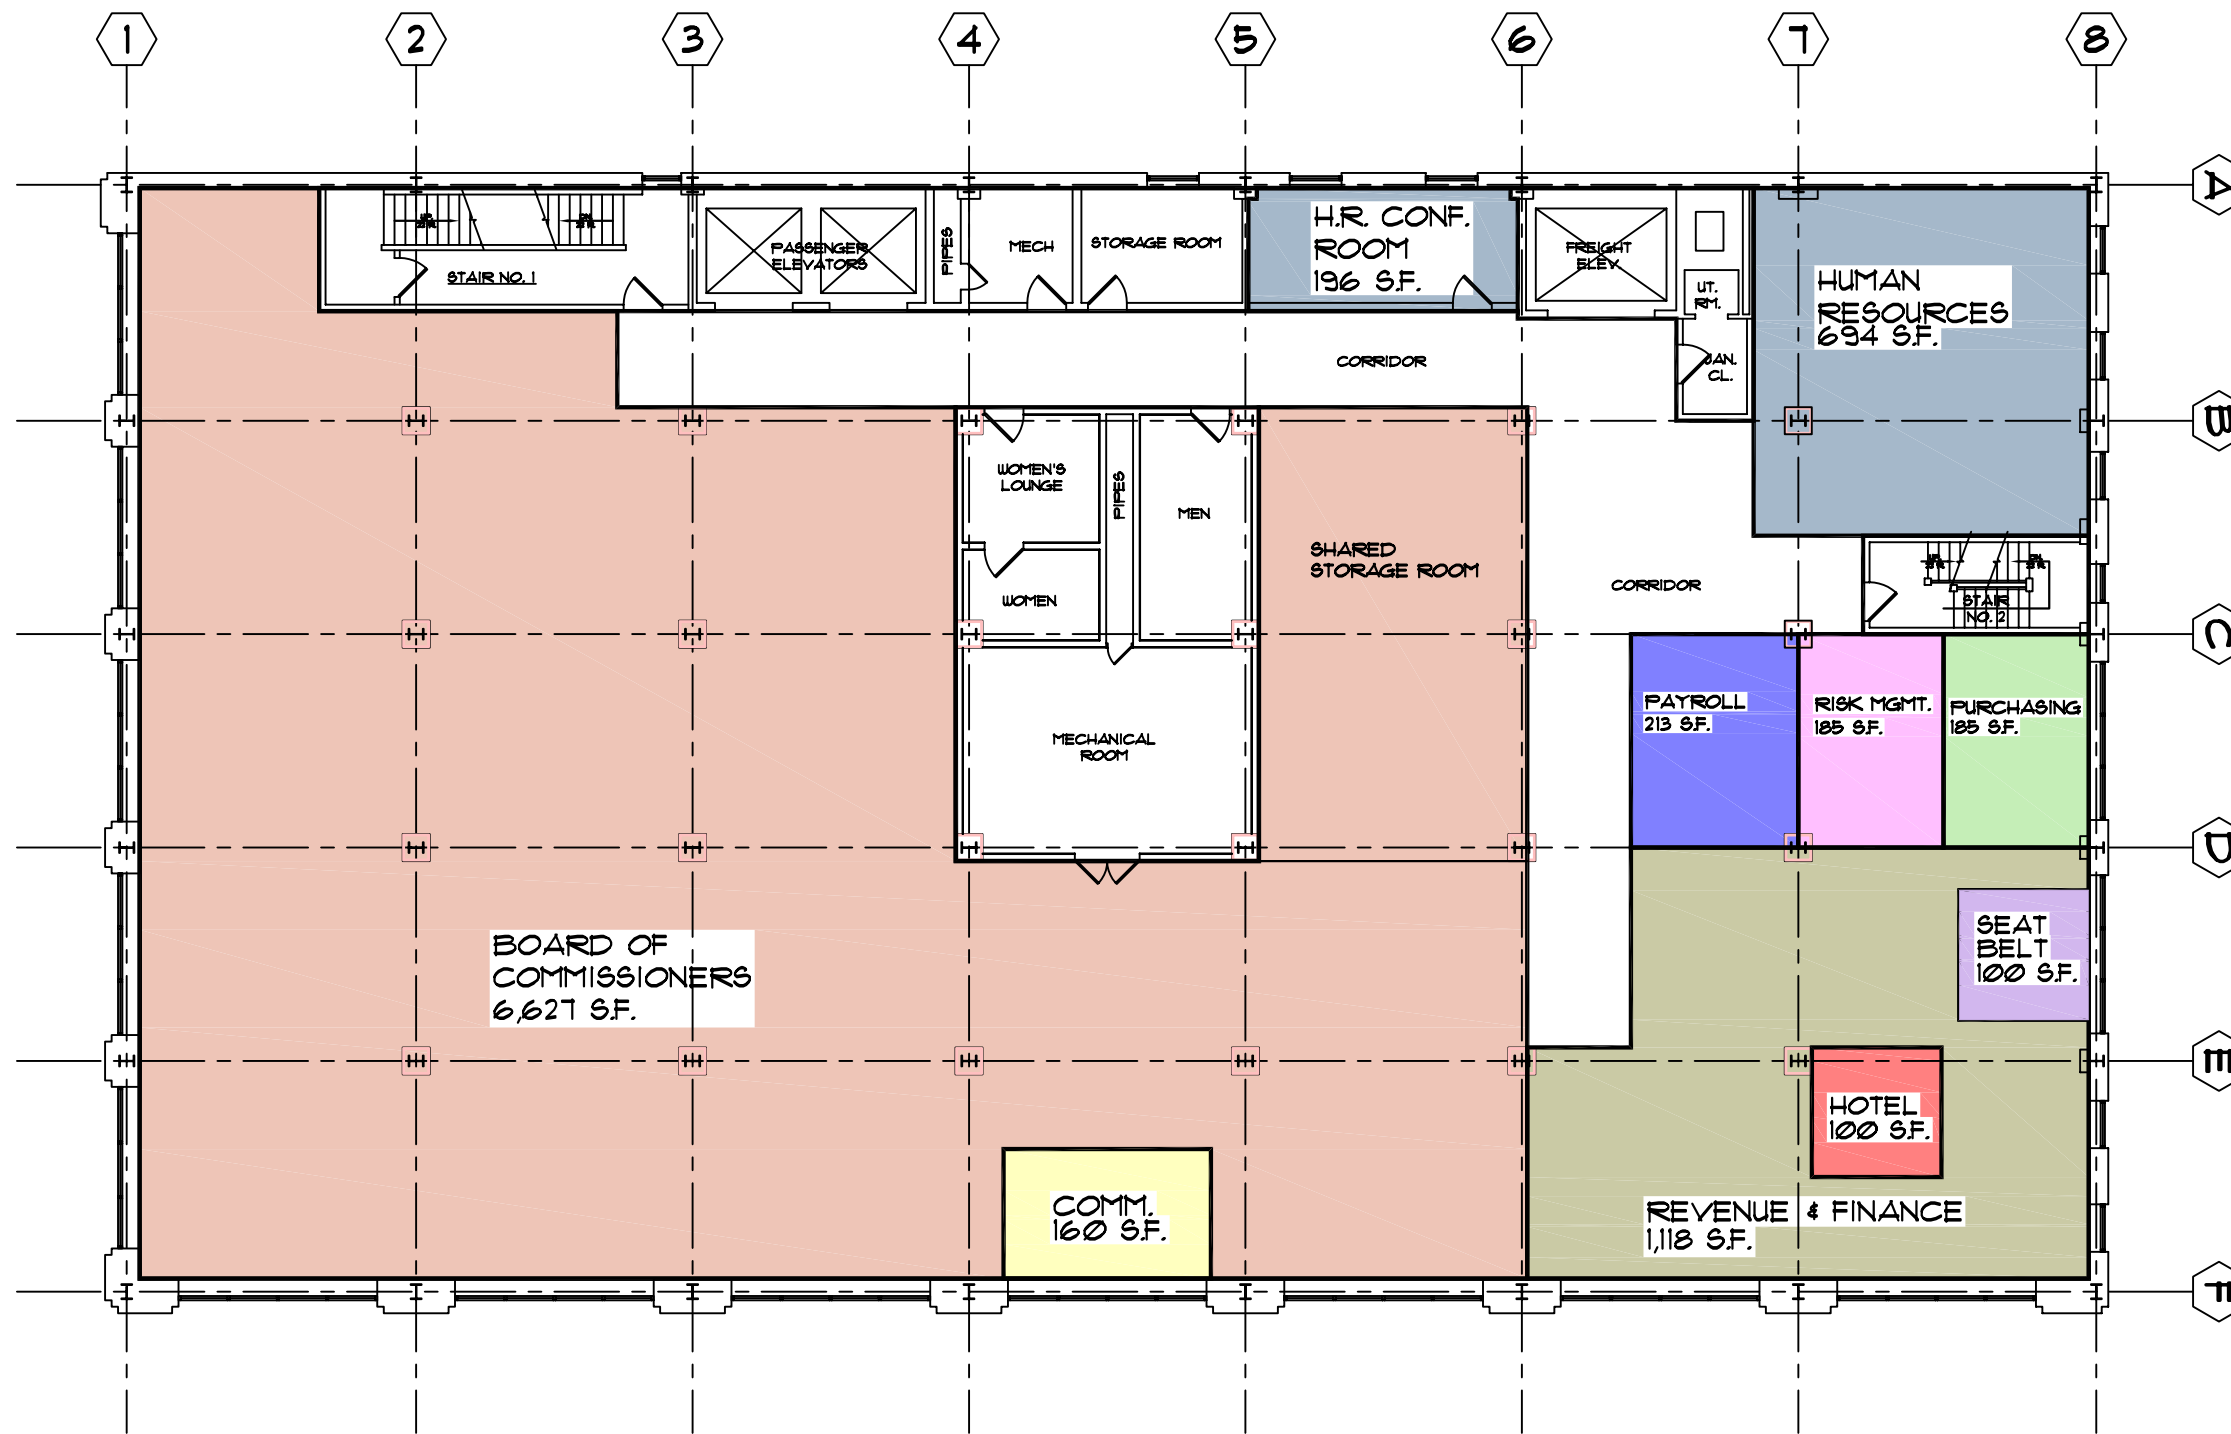 1 2 3 4 5 6 7 8
A
B
C
D
E
F
STAIR NO. 1
PASSENGER
ELEVATORS
PIPES
MECH
STORAGE ROOM
H.R. CONF.
ROOM
196 S.F.
FREIGHT
ELEV.
UT.
RM.
JAN.
CL.
HUMAN
RESOURCES
694 S.F.
CORRIDOR
WOMEN'S
LOUNGE
PIPES
MEN
WOMEN
MECHANICAL
ROOM
SHARED
STORAGE ROOM
CORRIDOR
STAIR
NO. 2
PAYROLL
213 S.F.
RISK MGMT.
185 S.F.
PURCHASING
185 S.F.
BOARD OF
COMMISSIONERS
6,627 S.F.
SEAT
BELT
100 S.F.
HOTEL
100 S.F.
COMM.
160 S.F.
REVENUE & FINANCE
1,118 S.F.